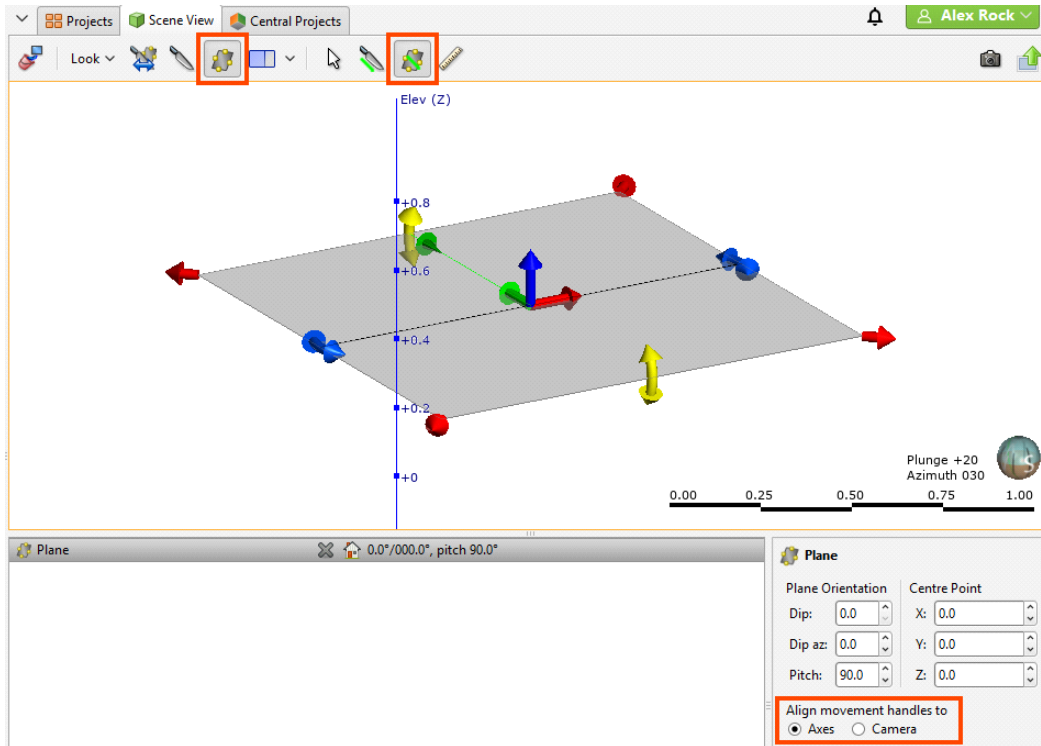 Projects Scene View Central Projects Alex Rock
Look
Elev (Z)
+0.8
+0.6
+0.4
+0.2
+0
S
Plunge +20
Azimuth 030
0.00 0.25 0.50 0.75 1.00
Plane 0.0°/000.0°, pitch 90.0°
Plane
Plane Orientation Centre Point
Dip: 0.0 X: 0.0
Dip az: 0.0 Y: 0.0
Pitch: 90.0 Z: 0.0
Align movement handles to
Axes Camera